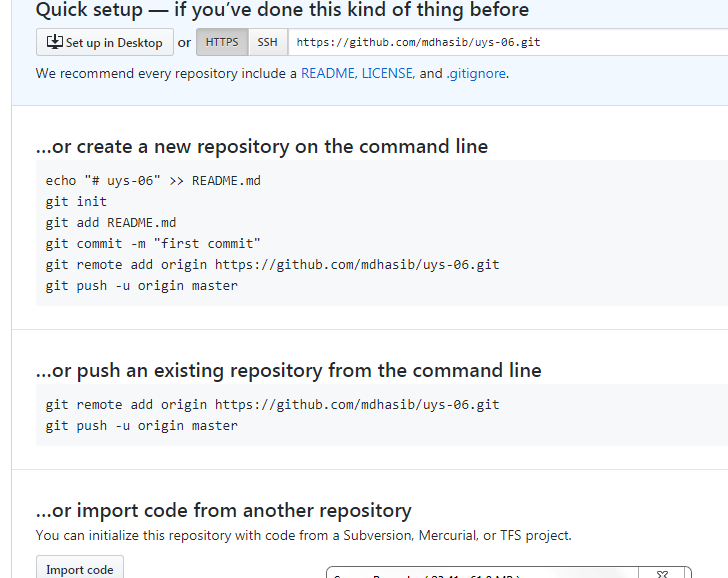 Quick setup — if you've done this kind of thing before
Set up in Desktop or HTTPS SSH https://github.com/mdhasib/uys-06.git
We recommend every repository include a README, LICENSE, and .gitignore.
…or create a new repository on the command line
echo "# uys-06" >> README.md
git init
git add README.md
git commit -m "first commit"
git remote add origin https://github.com/mdhasib/uys-06.git
git push -u origin master
…or push an existing repository from the command line
git remote add origin https://github.com/mdhasib/uys-06.git
git push -u origin master
…or import code from another repository
You can initialize this repository with code from a Subversion, Mercurial, or TFS project.
Import code